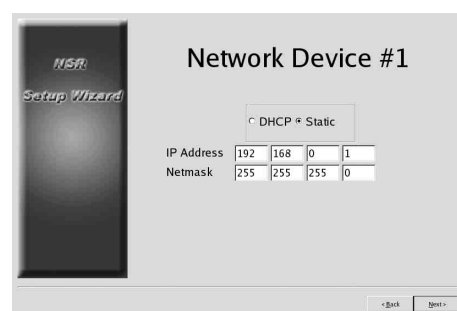 NSR
Setup Wizard
Network Device #1
DHCP Static
IP Address 192 168 0 1
Netmask 255 255 255 0
<Back Next>